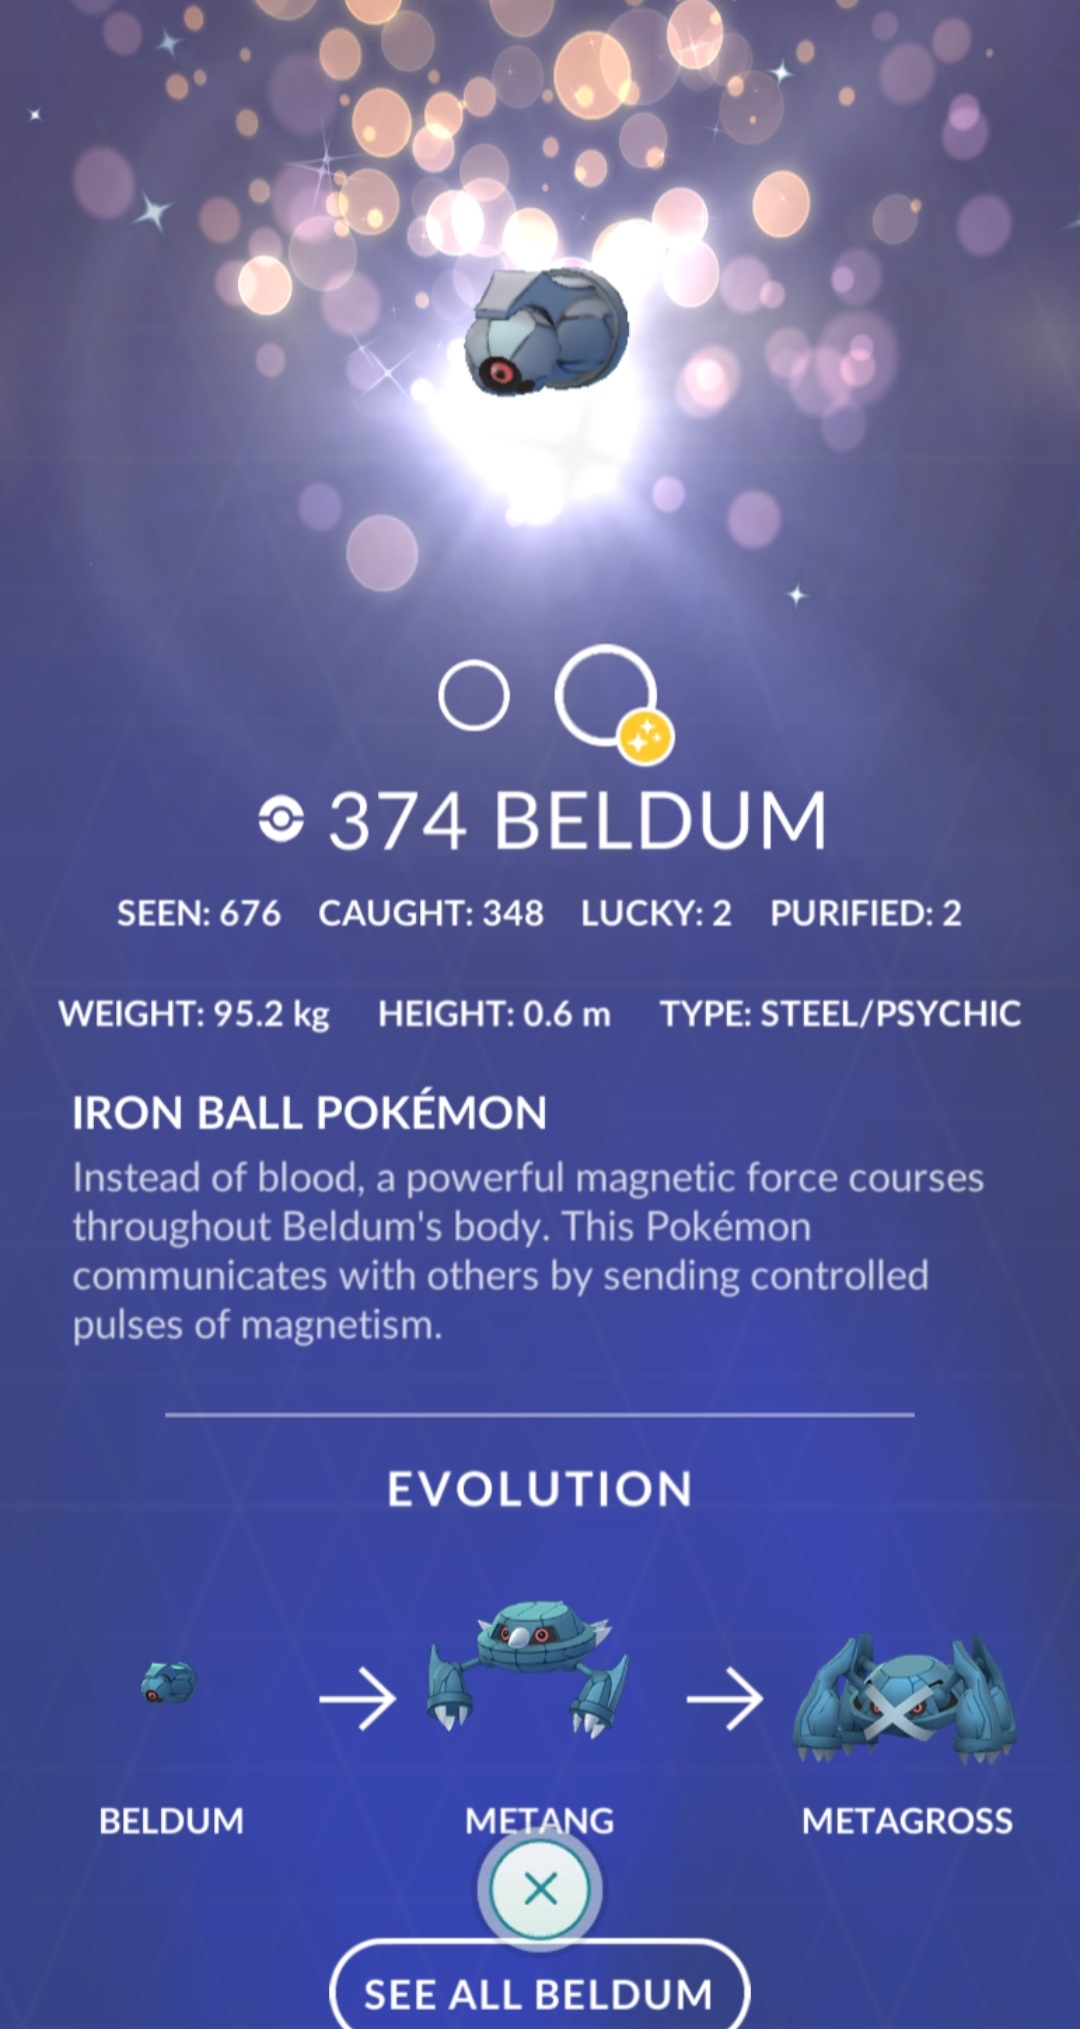 374 BELDUM
SEEN: 676 CAUGHT: 348 LUCKY: 2 PURIFIED: 2
WEIGHT: 95.2 kg HEIGHT: 0.6 m TYPE: STEEL/PSYCHIC
IRON BALL POKÉMON
Instead of blood, a powerful magnetic force courses
throughout Beldum's body. This Pokémon
communicates with others by sending controlled
pulses of magnetism.
EVOLUTION
BELDUM METANG METAGROSS
SEE ALL BELDUM